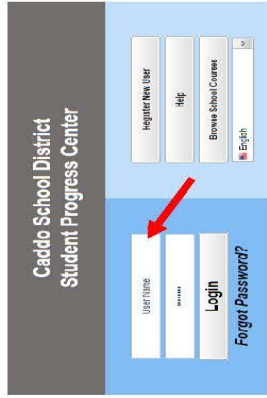 Caddo School District
Student Progress Center
User Name
••••••••
Login
Forgot Password?
Register New User
Help
Browse School Courses
English